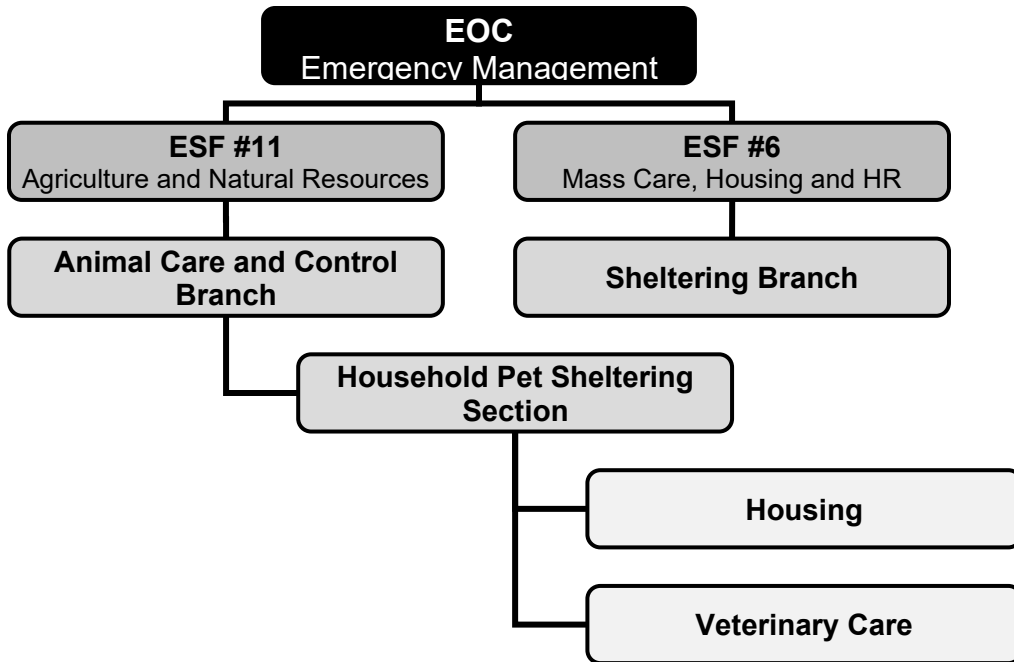 EOC
Emergency Management
ESF #11
Agriculture and Natural Resources
ESF #6
Mass Care, Housing and HR
Animal Care and Control
Branch
Sheltering Branch
Household Pet Sheltering
Section
Housing
Veterinary Care